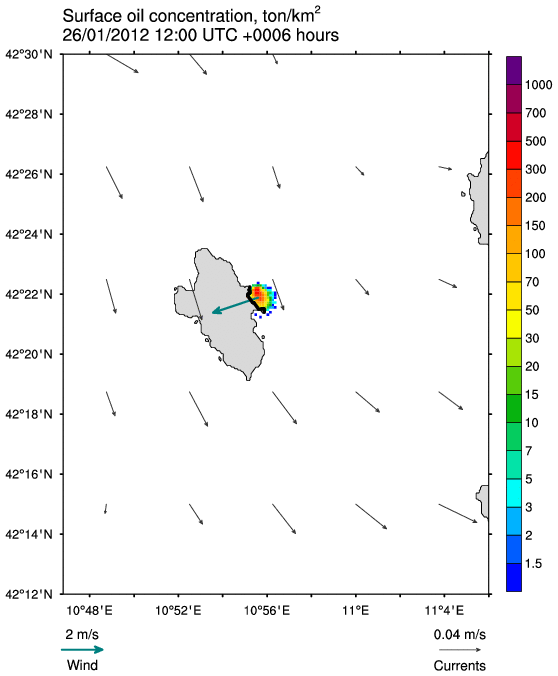 Surface oil concentration, ton/km²
26/01/2012 12:00 UTC +0006 hours
42°30'N
42°28'N
42°26'N
42°24'N
42°22'N
42°20'N
42°18'N
42°16'N
42°14'N
42°12'N
10°48'E 10°52'E 10°56'E 11°E 11°4'E
1000
700
500
300
200
150
100
70
50
30
20
15
10
7
5
3
2
1.5
2 m/s
Wind
0.04 m/s
Currents